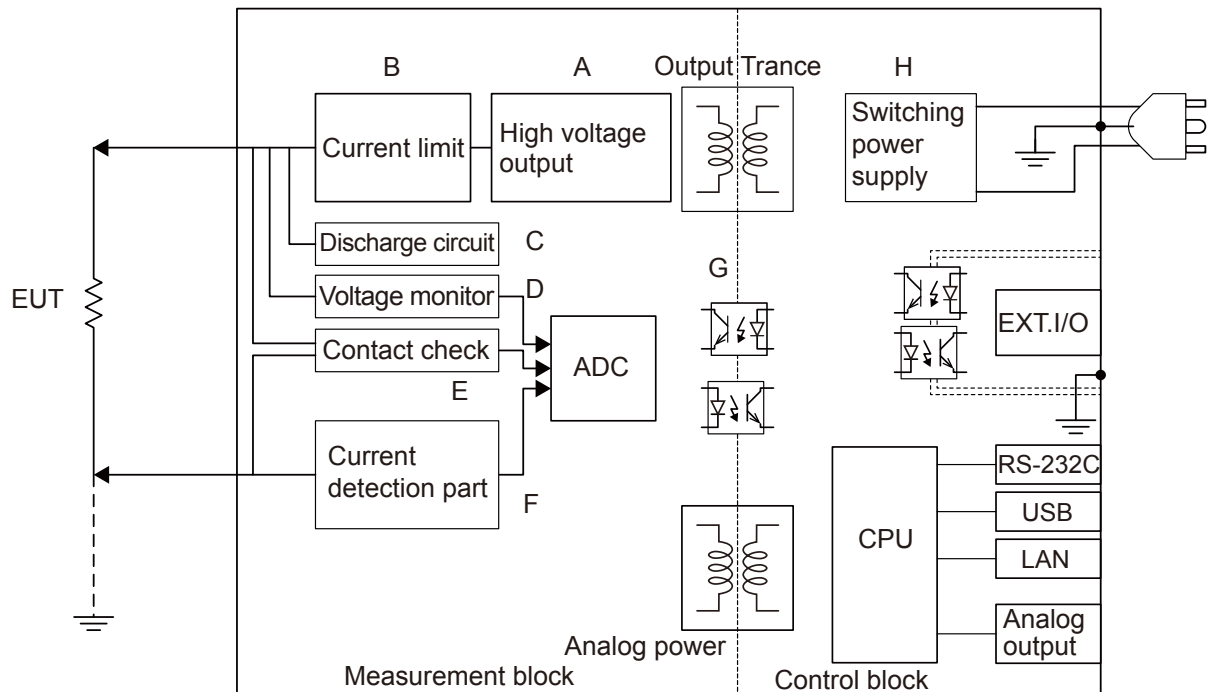 B
A
Output Trance
H
Current limit
High voltage
output
Switching
power
supply
Discharge circuit
C
Voltage monitor
D
G
EUT
Contact check
E
ADC
EXT.I/O
Current
detection part
F
CPU
RS-232C
USB
LAN
Analog
output
Analog power
Measurement block
Control block